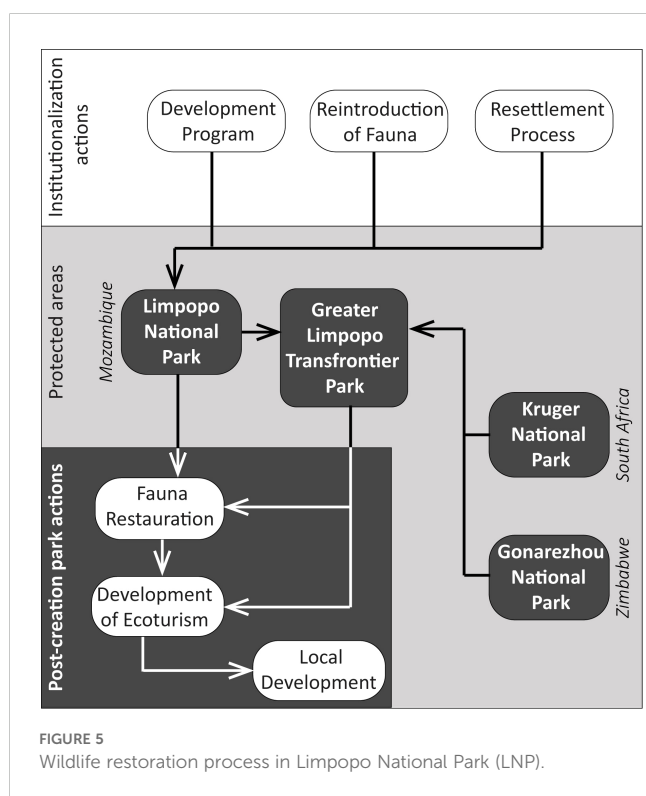 Institutionalization
actions
Development
Program
Reintroduction
of Fauna
Resettlement
Process
Protected areas
Mozambique
Limpopo
National
Park
Greater
Limpopo
Transfrontier
Park
Kruger
National
Park
South Africa
Gonarezhou
National
Park
Zimbabwe
Post-creation park actions
Fauna
Restauration
Development
of Ecoturism
Local
Development
FIGURE 5
Wildlife restoration process in Limpopo National Park (LNP).